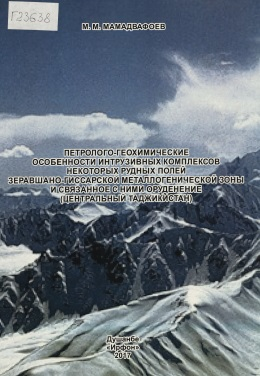 Г23638
М. М. МАМАДВАФОЕВ
ПЕТРОЛОГО-ГЕОХИМИЧЕСКИЕ
ОСОБЕННОСТИ ИНТРУЗИВНЫХ КОМПЛЕКСОВ
НЕКОТОРЫХ РУДНЫХ ПОЛЕЙ
ЗЕРАВШАНО-ГИССАРСКОЙ МЕТАЛЛОГЕНИЧЕСКОЙ ЗОНЫ
И СВЯЗАННОЕ С НИМИ ОРУДЕНЕНИЕ
(ЦЕНТРАЛЬНЫЙ ТАДЖИКИСТАН)
Душанбе
«Ирфон»
2017